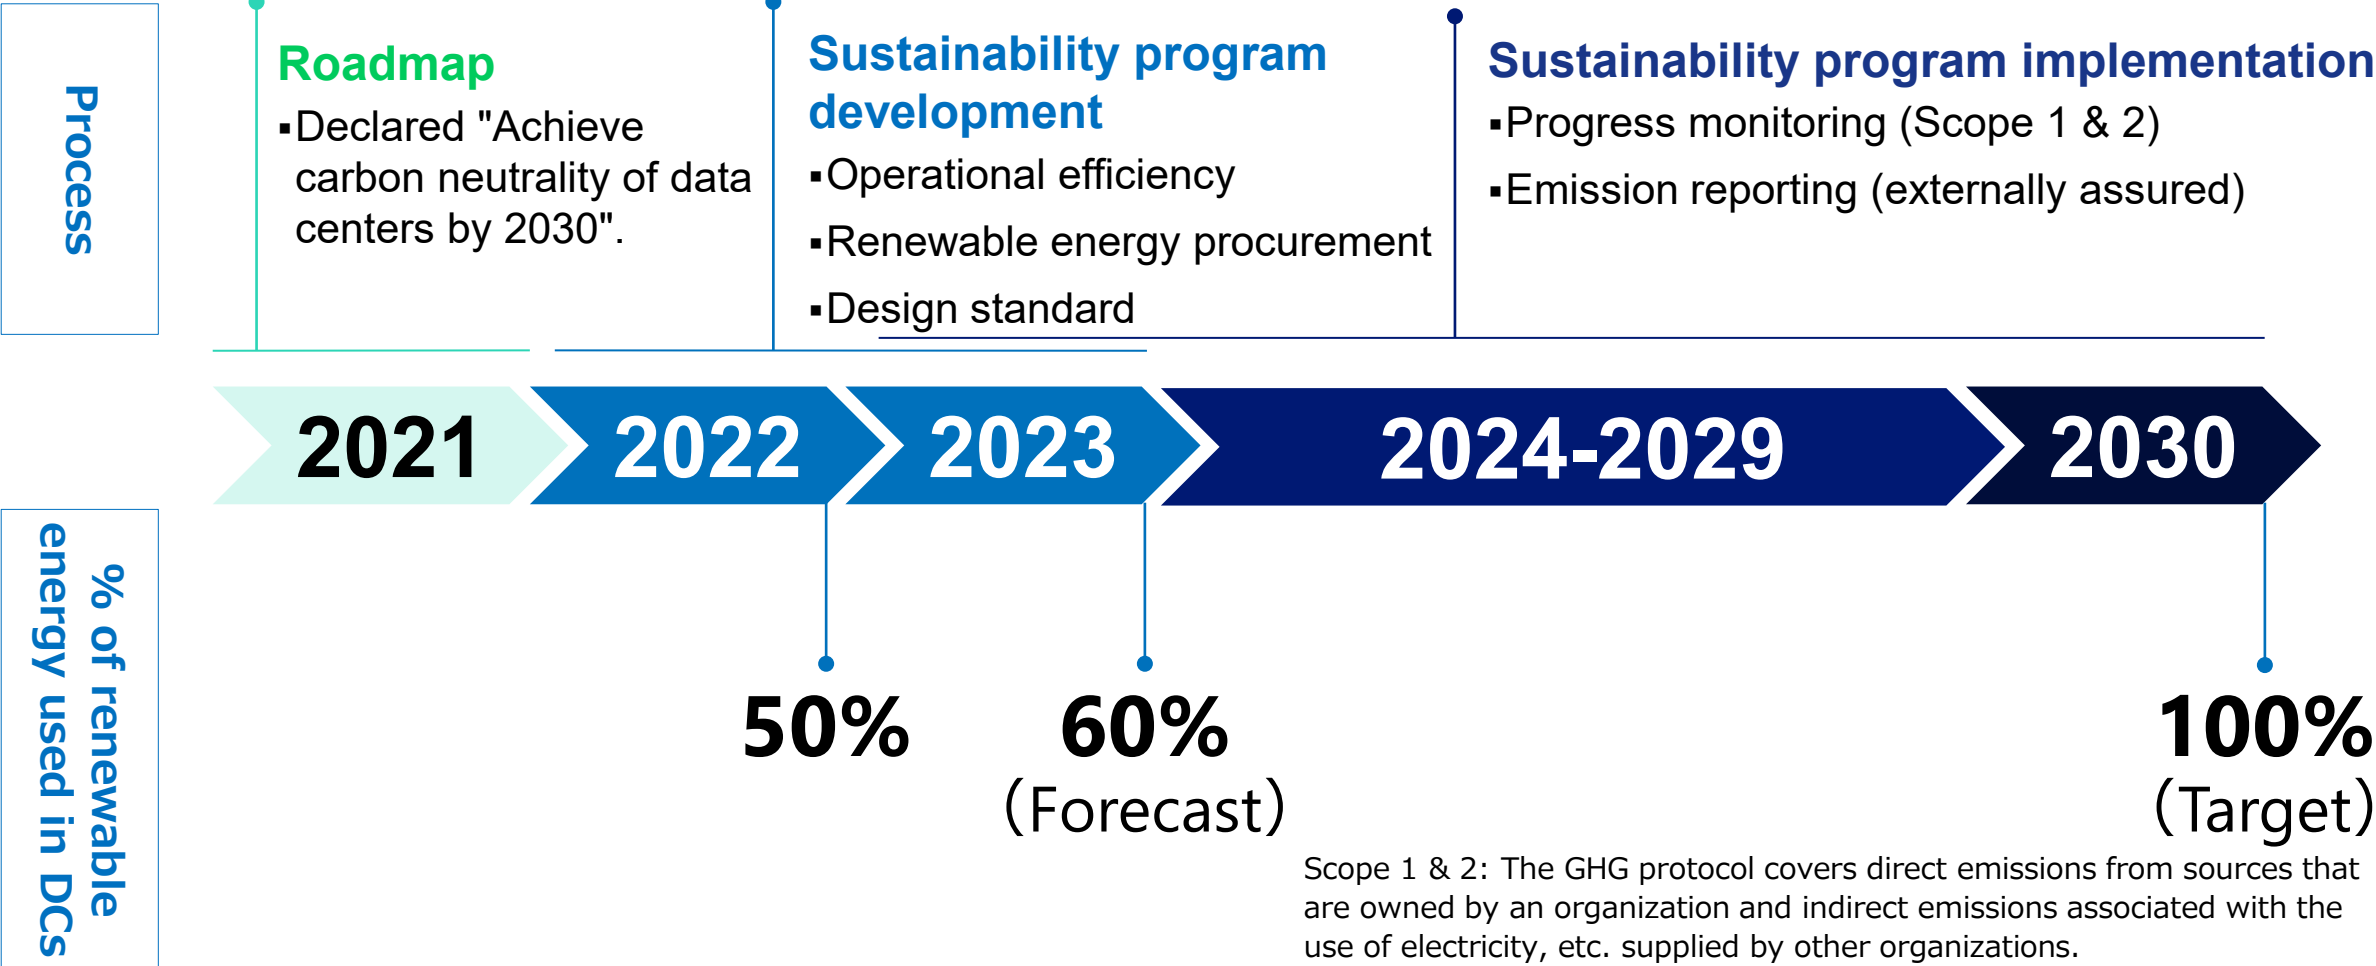 Process
Roadmap
▪Declared "Achieve
carbon neutrality of data
centers by 2030".
Sustainability program
development
▪Operational efficiency
▪Renewable energy procurement
▪Design standard
Sustainability program implementation
▪Progress monitoring (Scope 1 & 2)
▪Emission reporting (externally assured)
2021
2022
2023
2024-2029
2030
% of renewable
energy used in DCs
50%
60%
（Forecast）
100%
（Target）
Scope 1 & 2: The GHG protocol covers direct emissions from sources that
are owned by an organization and indirect emissions associated with the
use of electricity, etc. supplied by other organizations.